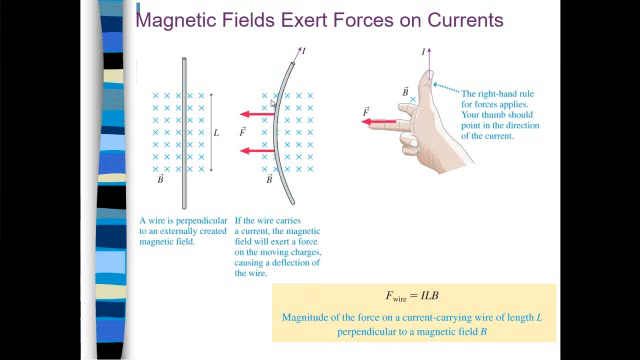 Magnetic Fields Exert Forces on Currents
I
I
B
The right-hand rule
for forces applies.
Your thumb should
point in the direction
of the current.
F
L
F
B
B
A wire is perpendicular
to an externally created
magnetic field.
If the wire carries
a current, the magnetic
field will exert a force
on the moving charges,
causing a deflection of
the wire.
F wire = ILB
Magnitude of the force on a current-carrying wire of length L
perpendicular to a magnetic field B